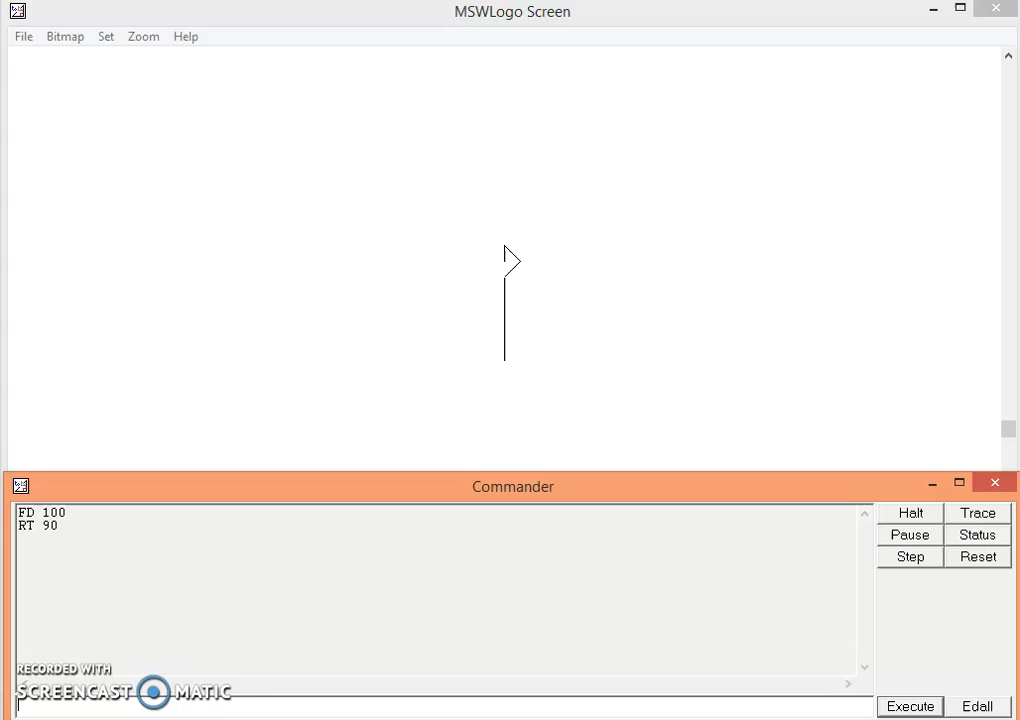 MSWLogo Screen
File Bitmap Set Zoom Help
Commander
FD 100
RT 90
Halt Trace
Pause Status
Step Reset
RECORDED WITH
SCREENCAST MATIC
Execute Edall